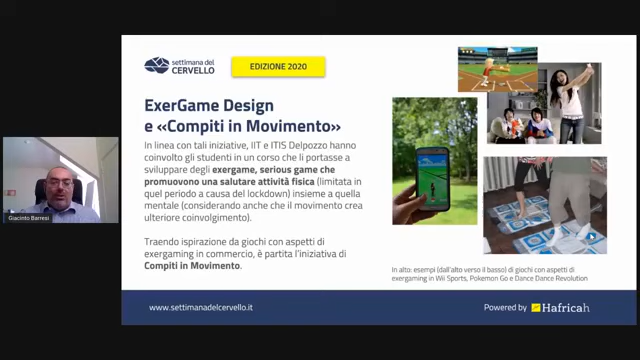 settimana del
CERVELLO
EDIZIONE 2020
ExerGame Design
e «Compiti in Movimento»
In linea con tali iniziative, IIT e ITIS Delpozzo hanno
coinvolto gli studenti in un corso che li portasse a
sviluppare degli exergame, serious game che
promuovono una salutare attività fisica (limitata in
quel periodo a causa del lockdown) insieme a quella
mentale (considerando anche che il movimento crea
ulteriore coinvolgimento).
Traendo ispirazione da giochi con aspetti di
exergaming in commercio, è partita l'iniziativa di
Compiti in Movimento.
In alto: esempi (dall'alto verso il basso) di giochi con aspetti di
exergaming in Wii Sports, Pokemon Go e Dance Dance Revolution
Giacinto Barresi
www.settimanadelcervello.it
Powered by Hafricah